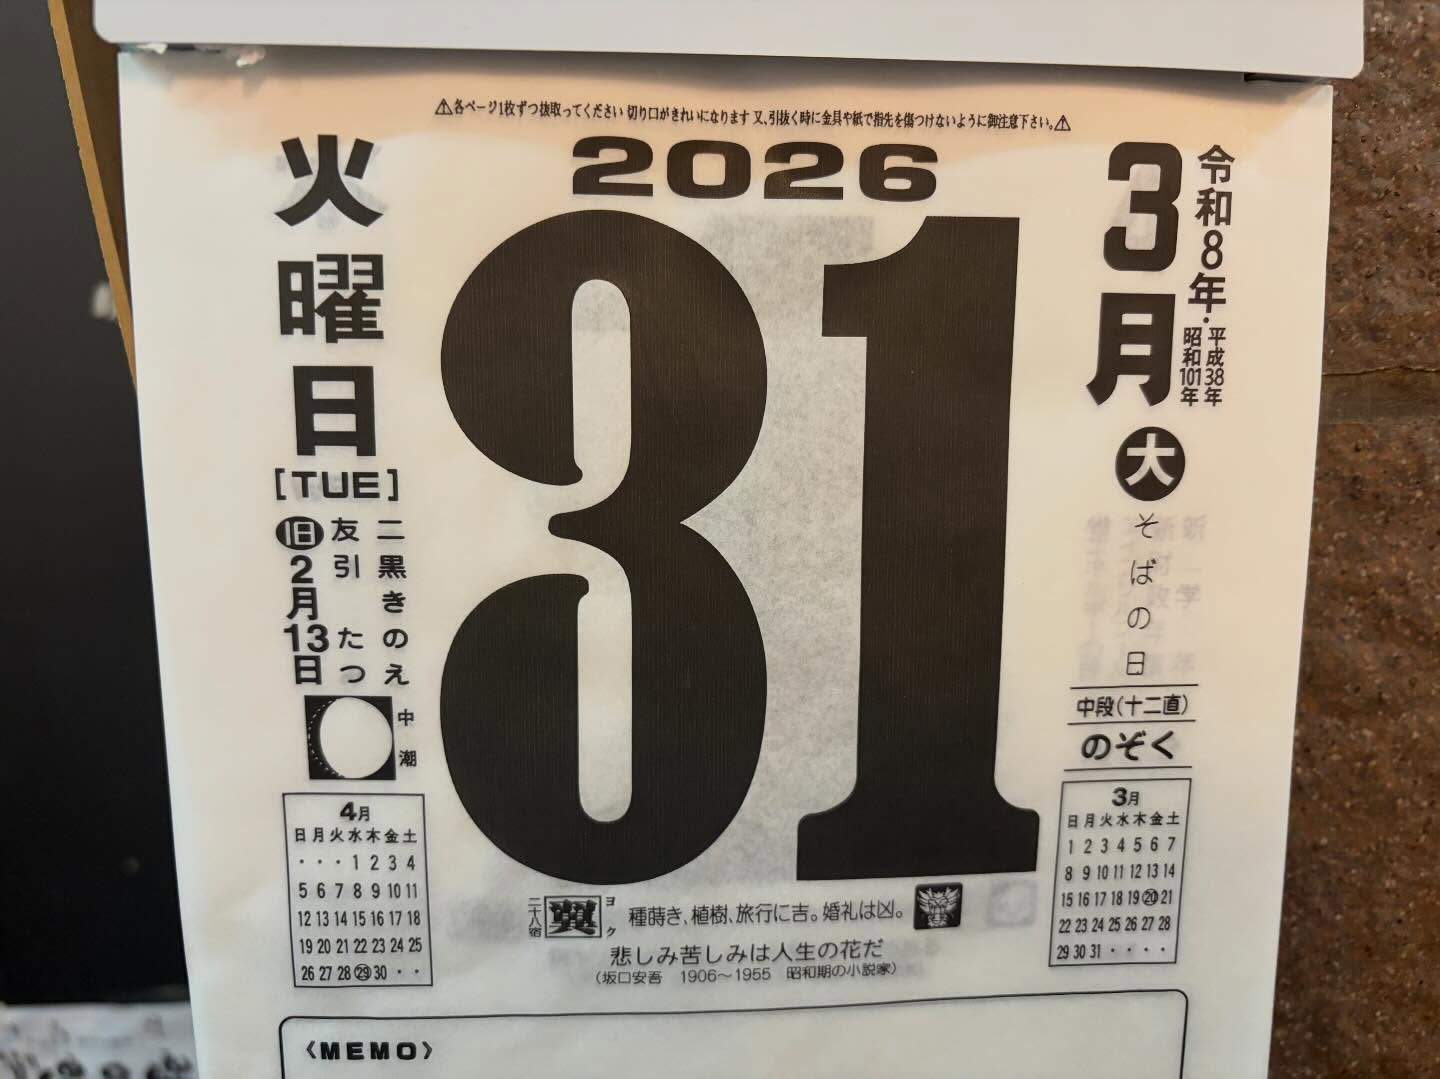 ⚠各ページ1枚ずつ抜取ってください 切り口がきれいになります 又、引抜く時に金具や紙で指先を傷つけないように御注意下さい。⚠
2026
令和8年・平成38年
昭和101年
3月
大
そばの日
中段(十二直)
のぞく
31
火曜日
[TUE]
二黒きのえ
友引 たつ
旧2月13日
中潮
4月
日月火水木金土
・ ・ ・ 1 2 3 4
5 6 7 8 9 10 11
12 13 14 15 16 17 18
19 20 21 22 23 24 25
26 27 28 29 30 ・ ・
3月
日月火水木金土
1 2 3 4 5 6 7
8 9 10 11 12 13 14
15 16 17 18 19 20 21
22 23 24 25 26 27 28
29 30 31 ・ ・ ・ ・
二十八宿 翼 ヨク 種蒔き、植樹、旅行に吉。婚礼は凶。
悲しみ苦しみは人生の花だ
(坂口安吾 1906〜1955 昭和期の小説家)
《MEMO》